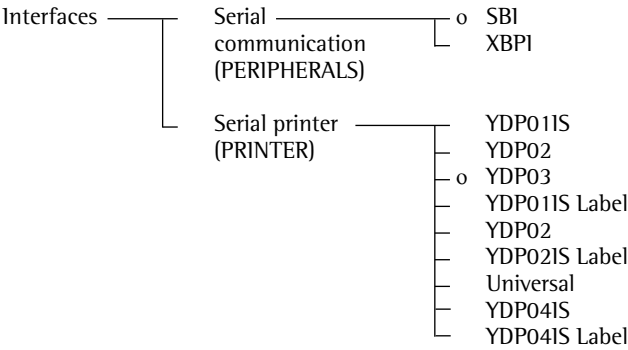 Interfaces Serial o SBI
communication XBPI
(PERIPHERALS)
Serial printer YDP01IS
(PRINTER) YDP02
o YDP03
YDP01IS Label
YDP02
YDP02IS Label
Universal
YDP04IS
YDP04IS Label